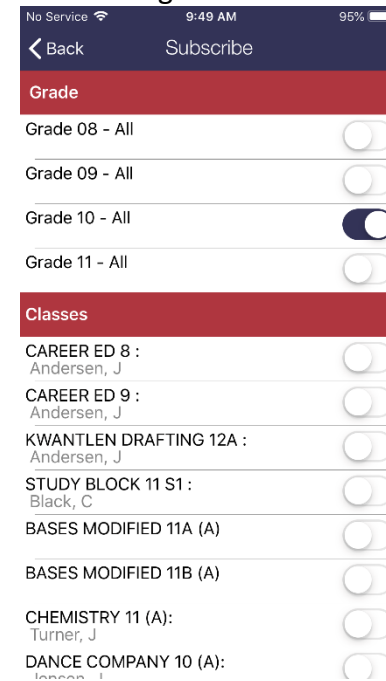 No Service 9:49 AM 95%
Back Subscribe
Grade
Grade 08 - All
Grade 09 - All
Grade 10 - All
Grade 11 - All
Classes
CAREER ED 8 :
Andersen, J
CAREER ED 9 :
Andersen, J
KWANTLEN DRAFTING 12A :
Andersen, J
STUDY BLOCK 11 S1 :
Black, C
BASES MODIFIED 11A (A)
BASES MODIFIED 11B (A)
CHEMISTRY 11 (A):
Turner, J
DANCE COMPANY 10 (A):